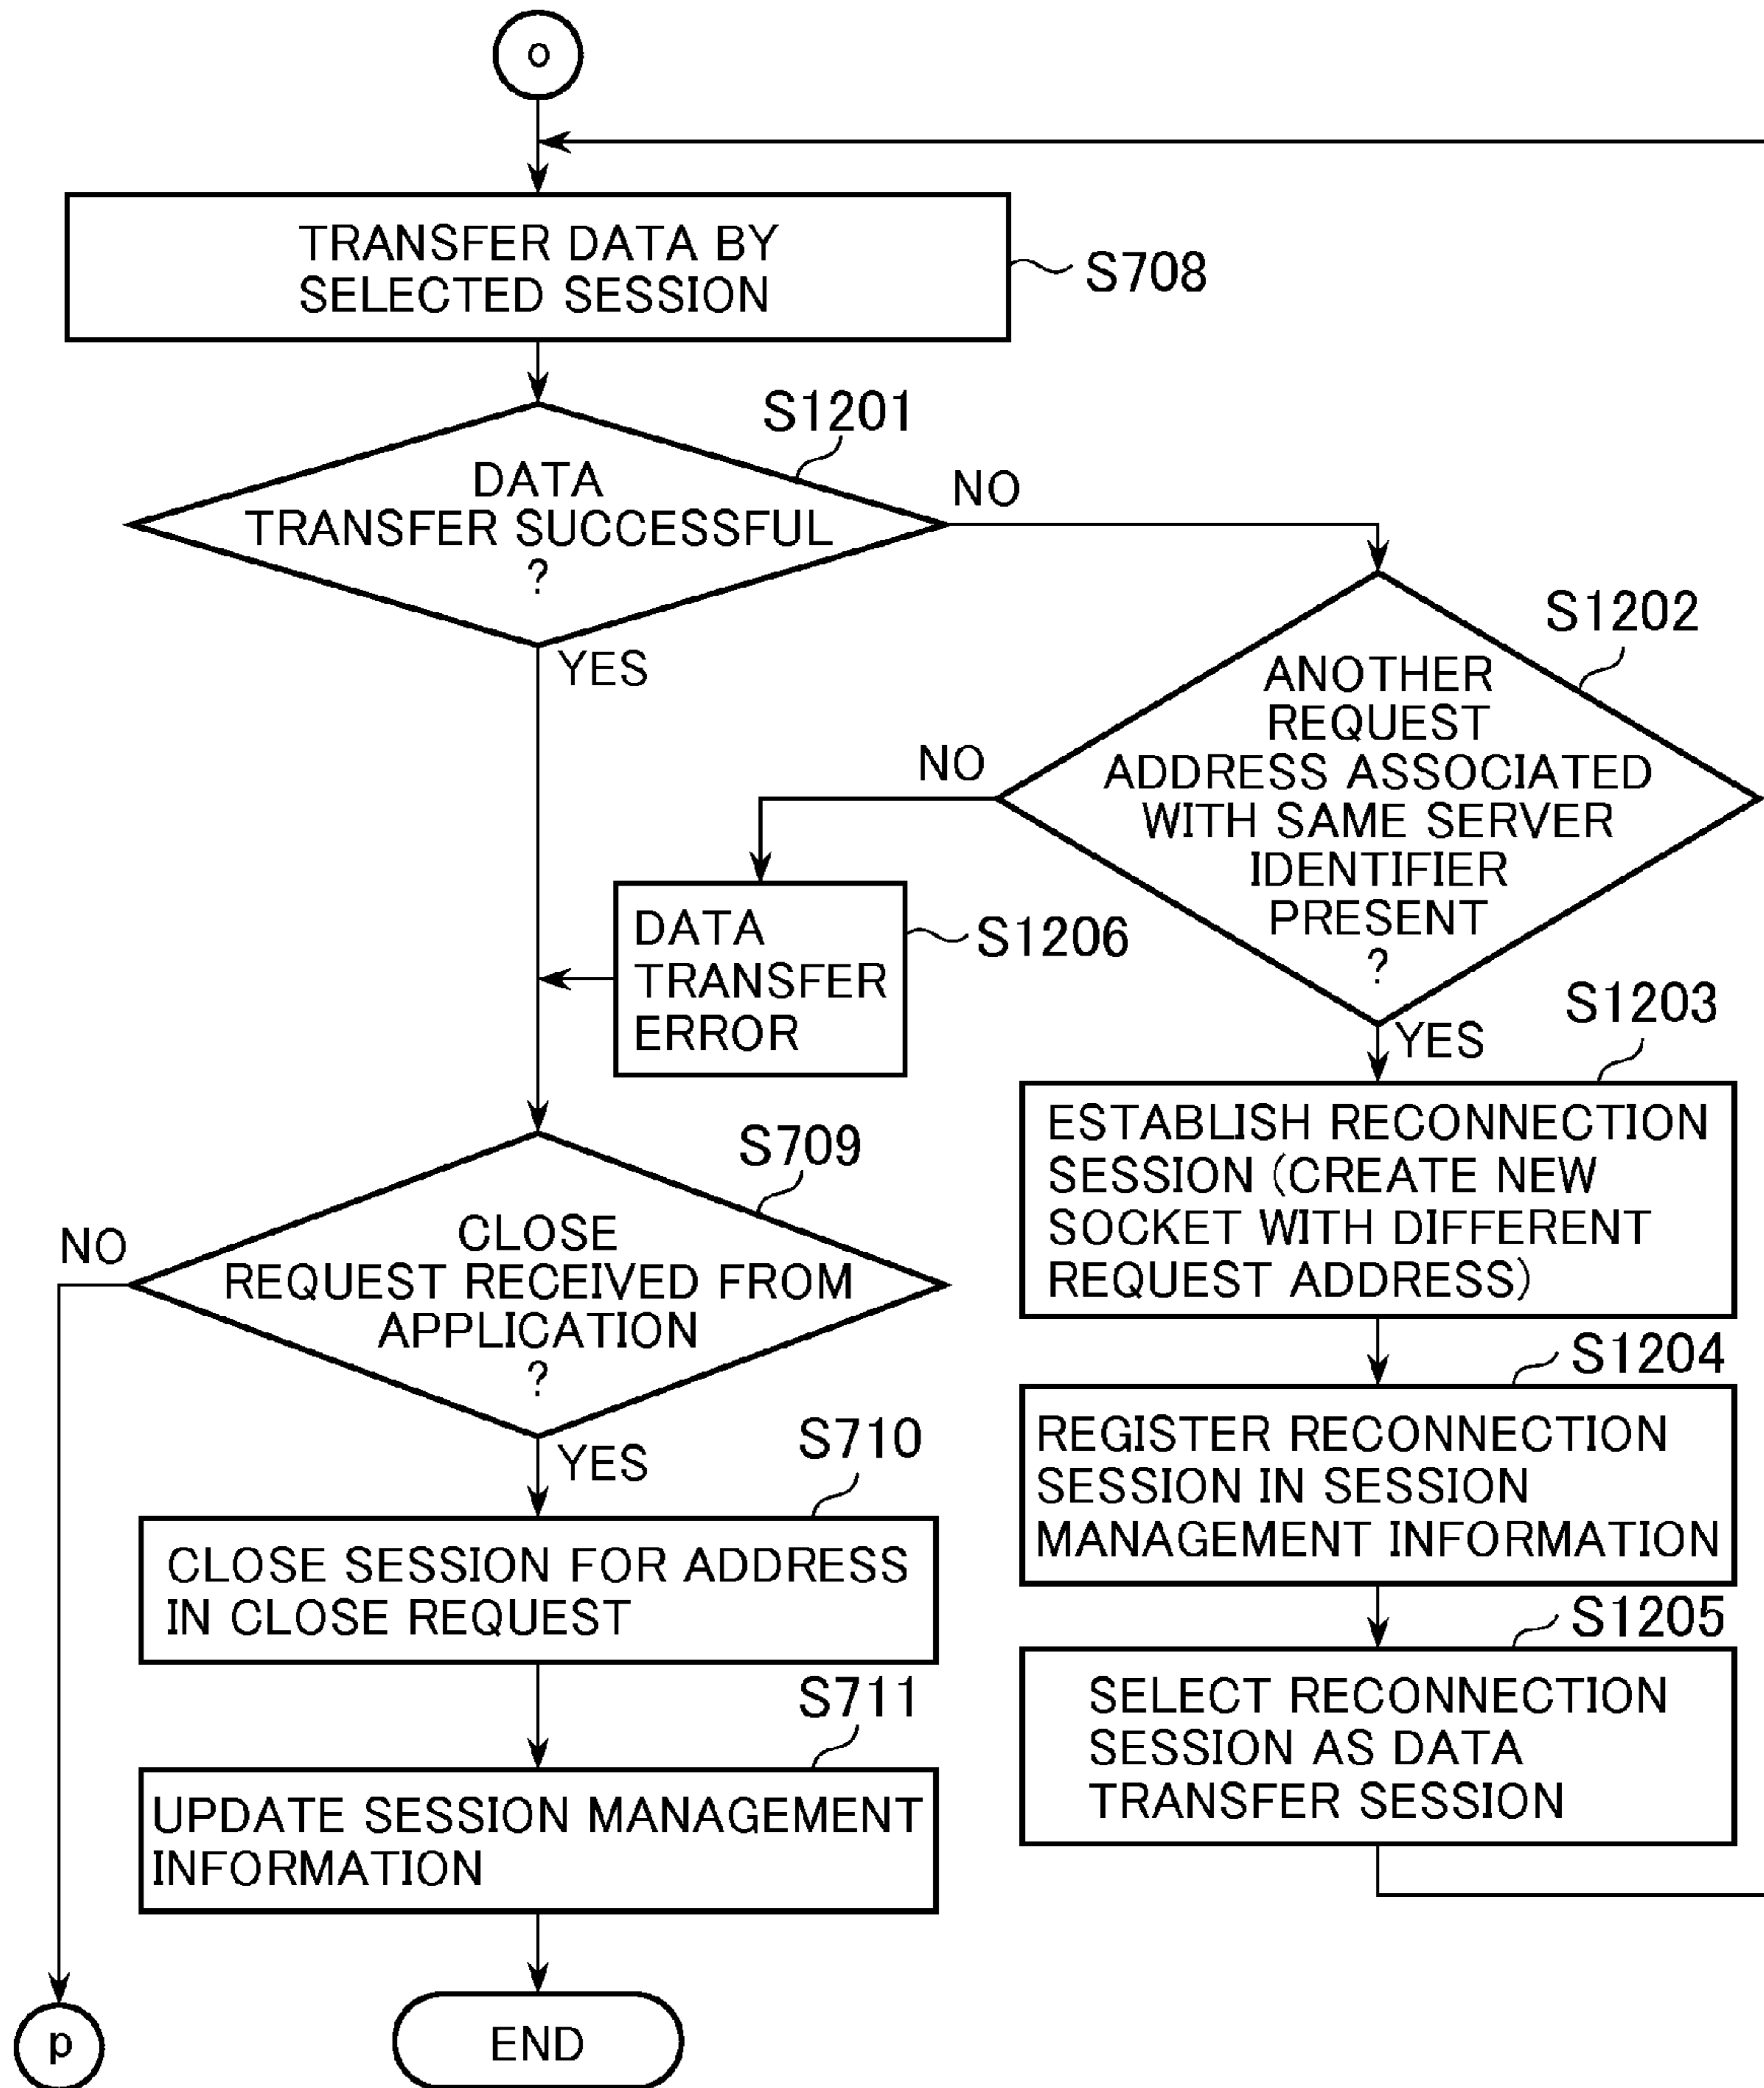 o
TRANSFER DATA BY
SELECTED SESSION
S708
S1201
DATA
TRANSFER SUCCESSFUL
?
NO
YES
S1202
ANOTHER
REQUEST
ADDRESS ASSOCIATED
WITH SAME SERVER
IDENTIFIER
PRESENT
?
NO
YES
DATA
TRANSFER
ERROR
S1206
S1203
ESTABLISH RECONNECTION
SESSION (CREATE NEW
SOCKET WITH DIFFERENT
REQUEST ADDRESS)
S709
CLOSE
REQUEST RECEIVED FROM
APPLICATION
?
NO
YES
S1204
REGISTER RECONNECTION
SESSION IN SESSION
MANAGEMENT INFORMATION
S710
CLOSE SESSION FOR ADDRESS
IN CLOSE REQUEST
S1205
SELECT RECONNECTION
SESSION AS DATA
TRANSFER SESSION
S711
UPDATE SESSION MANAGEMENT
INFORMATION
END
p